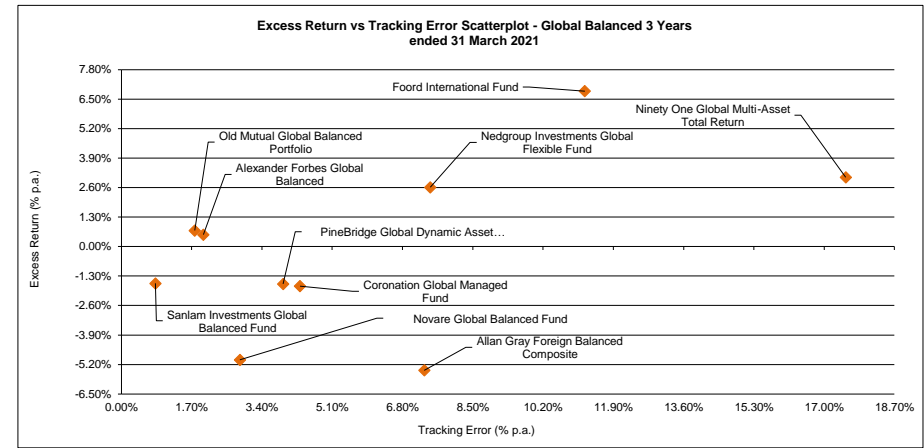 Excess Return vs Tracking Error Scatterplot - Global Balanced 3 Years
ended 31 March 2021
7.80%
6.50%
5.20%
3.90%
2.60%
1.30%
0.00%
-1.30%
-2.60%
-3.90%
-5.20%
-6.50%
Excess Return (% p.a.)
Foord International Fund
Ninety One Global Multi-Asset
Total Return
Old Mutual Global Balanced
Portfolio
Nedgroup Investments Global
Flexible Fund
Alexander Forbes Global
Balanced
PineBridge Global Dynamic Asset...
Coronation Global Managed
Fund
Sanlam Investments Global
Balanced Fund
Novare Global Balanced Fund
Allan Gray Foreign Balanced
Composite
0.00%
1.70%
3.40%
5.10%
6.80%
8.50%
10.20%
11.90%
13.60%
15.30%
17.00%
18.70%
Tracking Error (% p.a.)